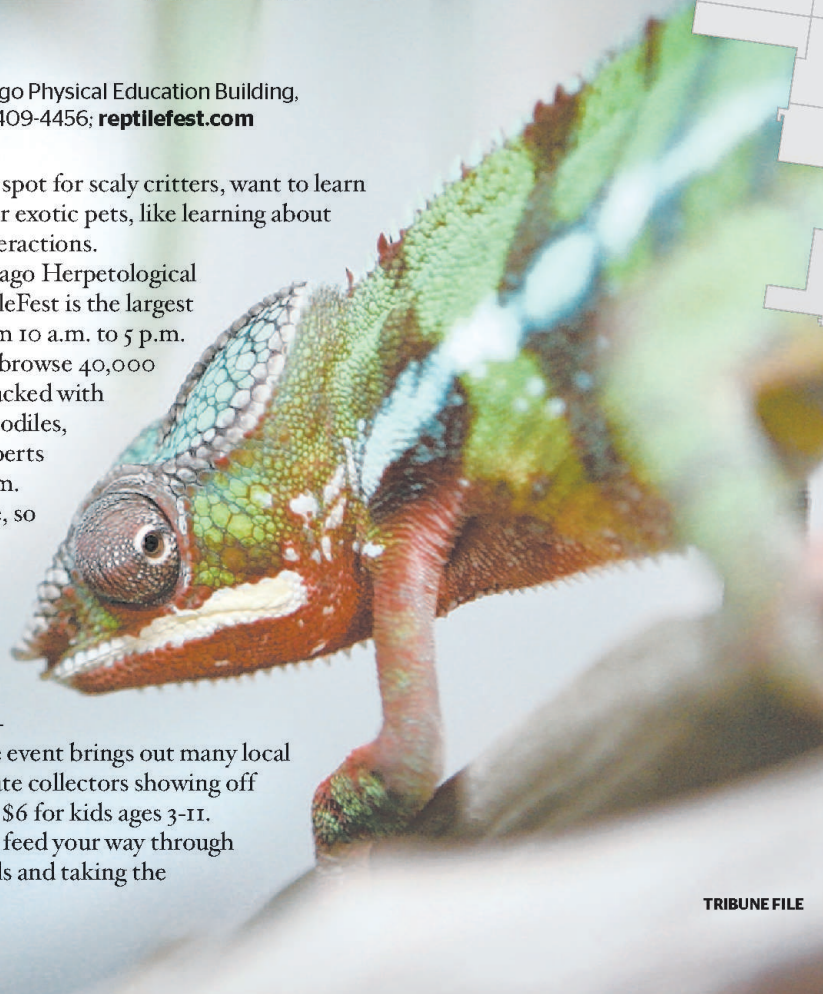 go Physical Education Building,
409-4456; reptilefest.com
spot for scaly critters, want to learn
r exotic pets, like learning about
eractions.
ago Herpetological
leFest is the largest
m 10 a.m. to 5 p.m.
browse 40,000
acked with
odiles,
perts
m.
e, so
-
e event brings out many local
ate collectors showing off
$6 for kids ages 3-11.
feed your way through
ls and taking the
TRIBUNE FILE